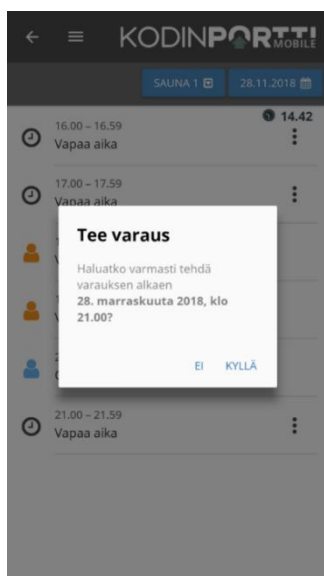 KODINPORTTI
MOBILE
SAUNA 1
28.11.2018
14.42
16.00 – 16.59
Vapaa aika
17.00 – 17.59
Vapaa aika
Tee varaus
Haluatko varmasti tehdä
varauksen alkaen
28. marraskuuta 2018, klo
21.00?
EI KYLLÄ
21.00 – 21.59
Vapaa aika